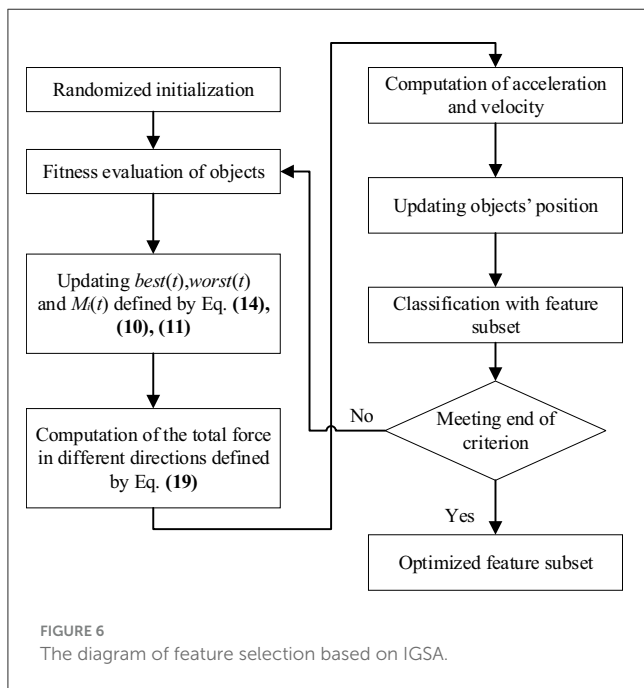 Randomized initialization
Fitness evaluation of objects
Updating best(t),worst(t)
and Mᵢ(t) defined by Eq. (14),
(10), (11)
Computation of the total force
in different directions defined
by Eq. (19)
Computation of acceleration
and velocity
Updating objects' position
Classification with feature
subset
Meeting end of
criterion
No
Yes
Optimized feature subset
FIGURE 6
The diagram of feature selection based on IGSA.